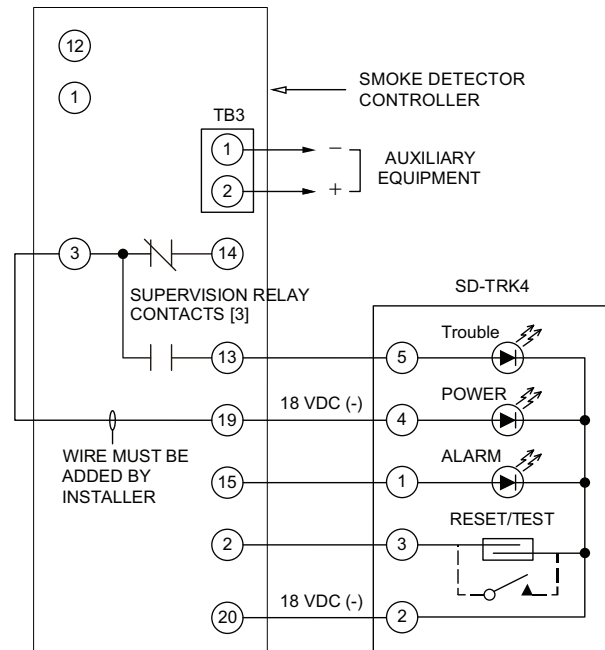 12
1
SMOKE DETECTOR
CONTROLLER
TB3
1
−
2
+
AUXILIARY
EQUIPMENT
3
14
SUPERVISION RELAY
CONTACTS [3]
SD-TRK4
13
5
Trouble
19
18 VDC (-)
4
POWER
WIRE MUST BE
ADDED BY
INSTALLER
15
1
ALARM
2
3
RESET/TEST
20
18 VDC (-)
2